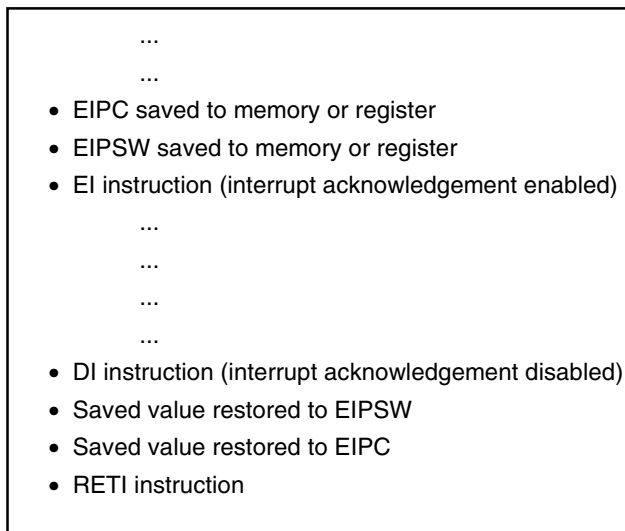 ...
...
• EIPC saved to memory or register
• EIPSW saved to memory or register
• EI instruction (interrupt acknowledgement enabled)
...
...
...
...
• DI instruction (interrupt acknowledgement disabled)
• Saved value restored to EIPSW
• Saved value restored to EIPC
• RETI instruction